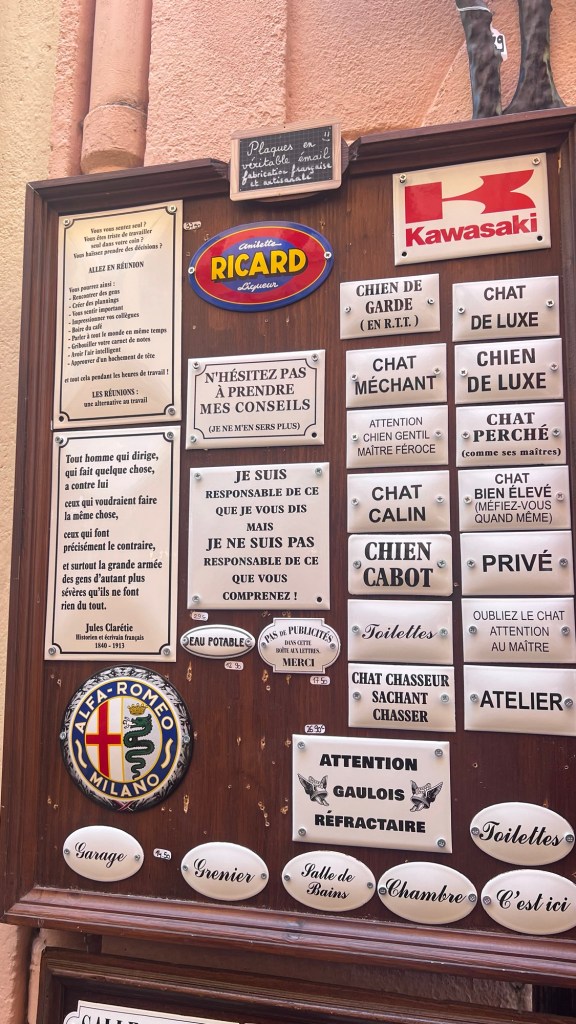 Plaques en
véritable émail
fabrication française
et artisanale
Vous vous sentez seul ?
Vous êtes triste de travailler
seul dans votre coin ?
Vous haïssez prendre des décisions ?
ALLEZ EN RÉUNION
Vous pourrez ainsi :
- Rencontrer des gens
- Créer des plannings
- Vous sentir important
- Impressionner vos collègues
- Boire du café
- Parler à tout le monde en même temps
- Gribouiller votre carnet de notes
- Avoir l'air intelligent
- Approuver d'un hochement de tête
et tout cela pendant les heures de travail !
LES RÉUNIONS :
une alternative au travail
Anisette
RICARD
Liqueur
Kawasaki
CHIEN DE
GARDE
(EN R.T.T.)
CHAT
DE LUXE
N'HÉSITEZ PAS
À PRENDRE
MES CONSEILS
(JE NE M'EN SERS PLUS)
CHAT
MÉCHANT
CHIEN
DE LUXE
ATTENTION
CHIEN GENTIL
MAÎTRE FÉROCE
CHAT
PERCHÉ
(comme ses maîtres)
Tout homme qui dirige,
qui fait quelque chose,
a contre lui
ceux qui voudraient faire
la même chose,
ceux qui font
précisément le contraire,
et surtout la grande armée
des gens d'autant plus
sévères qu'ils ne font
rien du tout.
Jules Clarétie
Historien et écrivain français
1840 - 1913
JE SUIS
RESPONSABLE DE CE
QUE JE VOUS DIS
MAIS
JE NE SUIS PAS
RESPONSABLE DE CE
QUE VOUS
COMPRENEZ !
CHAT
CALIN
CHAT
BIEN ÉLEVÉ
(MÉFIEZ-VOUS
QUAND MÊME)
CHIEN
CABOT
PRIVÉ
EAU POTABLE
PAS DE PUBLICITÉS
DANS CETTE
BOÎTE AUX LETTRES.
MERCI
Toilettes
OUBLIEZ LE CHAT
ATTENTION
AU MAÎTRE
CHAT CHASSEUR
SACHANT
CHASSER
ATELIER
ALFA-ROMEO
MILANO
ATTENTION
GAULOIS
RÉFRACTAIRE
Toilettes
Garage
Grenier
Salle de
Bains
Chambre
C'est ici